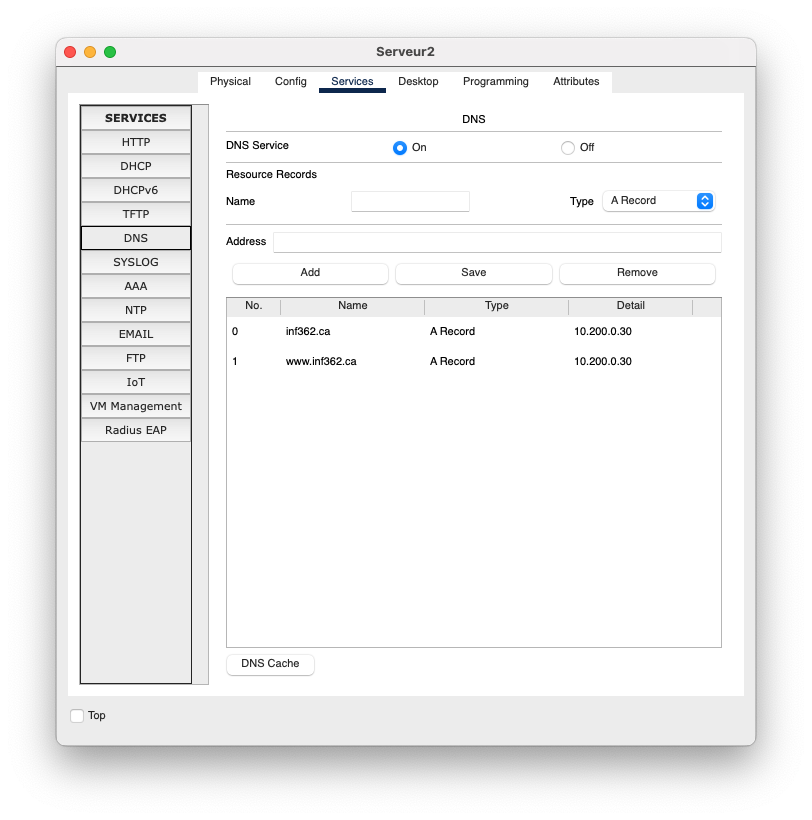 Serveur2
Physical Config Services Desktop Programming Attributes
SERVICES
HTTP
DHCP
DHCPv6
TFTP
DNS
SYSLOG
AAA
NTP
EMAIL
FTP
IoT
VM Management
Radius EAP
DNS
DNS Service On Off
Resource Records
Name Type A Record
Address
Add Save Remove
No. Name Type Detail
0 inf362.ca A Record 10.200.0.30
1 www.inf362.ca A Record 10.200.0.30
DNS Cache
Top